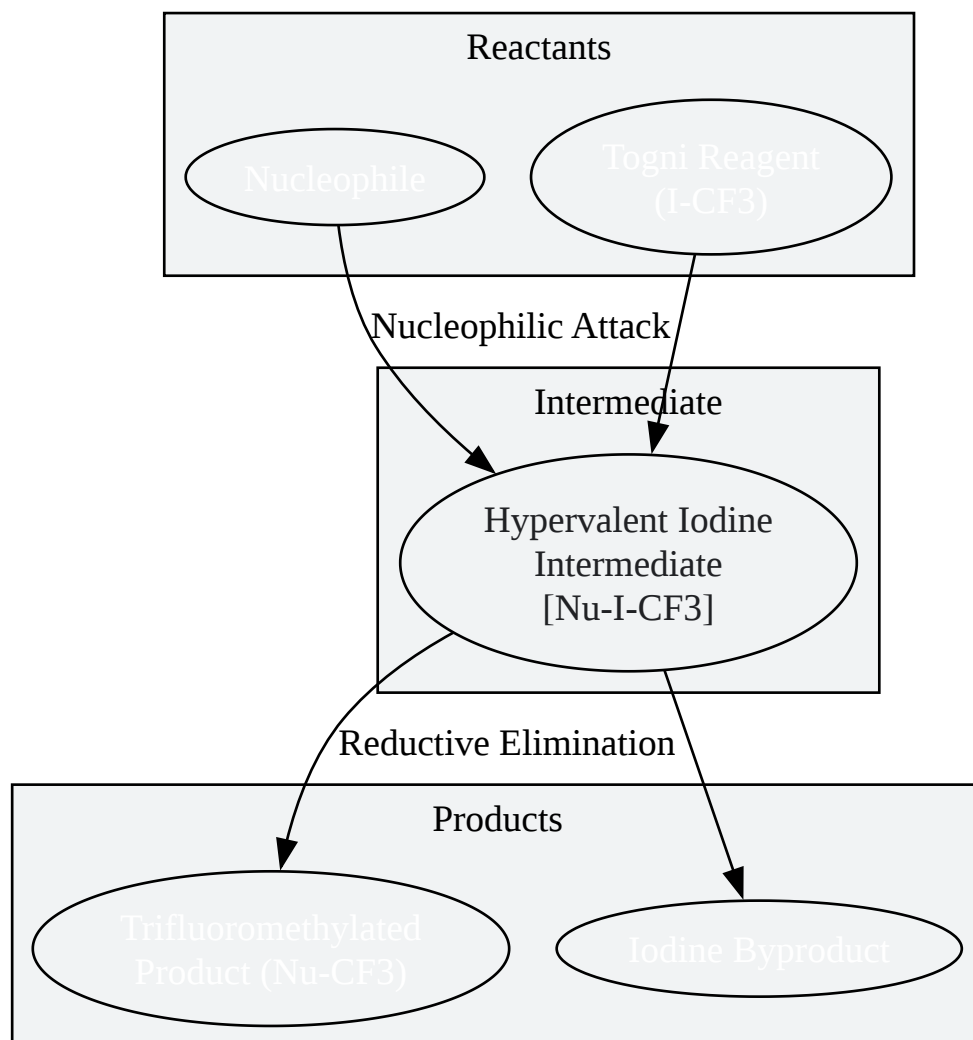 Reactants
Nucleophile
Togni Reagent
(I-CF3)
Nucleophilic Attack
Intermediate
Hypervalent Iodine
Intermediate
[Nu-I-CF3]
Reductive Elimination
Products
Trifluoromethylated
Product (Nu-CF3)
Iodine Byproduct